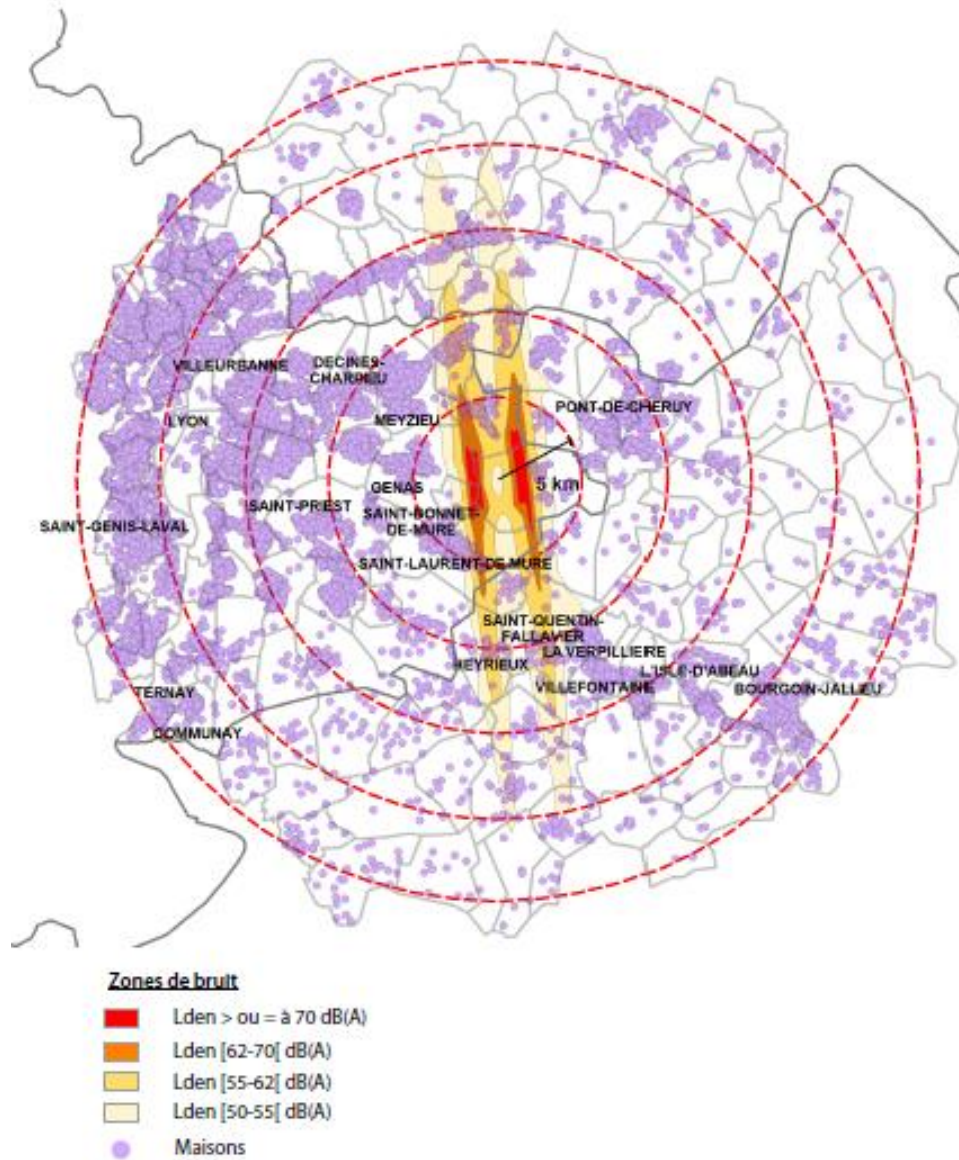 VILLEURBANNE
DECINES-
CHARPIEU
PONT-DE-CHERUY
MEYZIEU
LYON
5 km
GENAS
SAINT-PRIEST
SAINT-BONNET-
DE-MURE
SAINT-GENIS-LAVAL
SAINT-LAURENT-DE MURE
SAINT-QUENTIN-
FALLAVIER
LA VERPILLIERE
HEYRIEUX
L'ISLE-D'ABEAU
VILLEFONTAINE
BOURGOIN-JALLIEU
TERNAY
COMMUNAY
Zones de bruit
Lden > ou = à 70 dB(A)
Lden [62-70[ dB(A)
Lden [55-62[ dB(A)
Lden [50-55[ dB(A)
Maisons